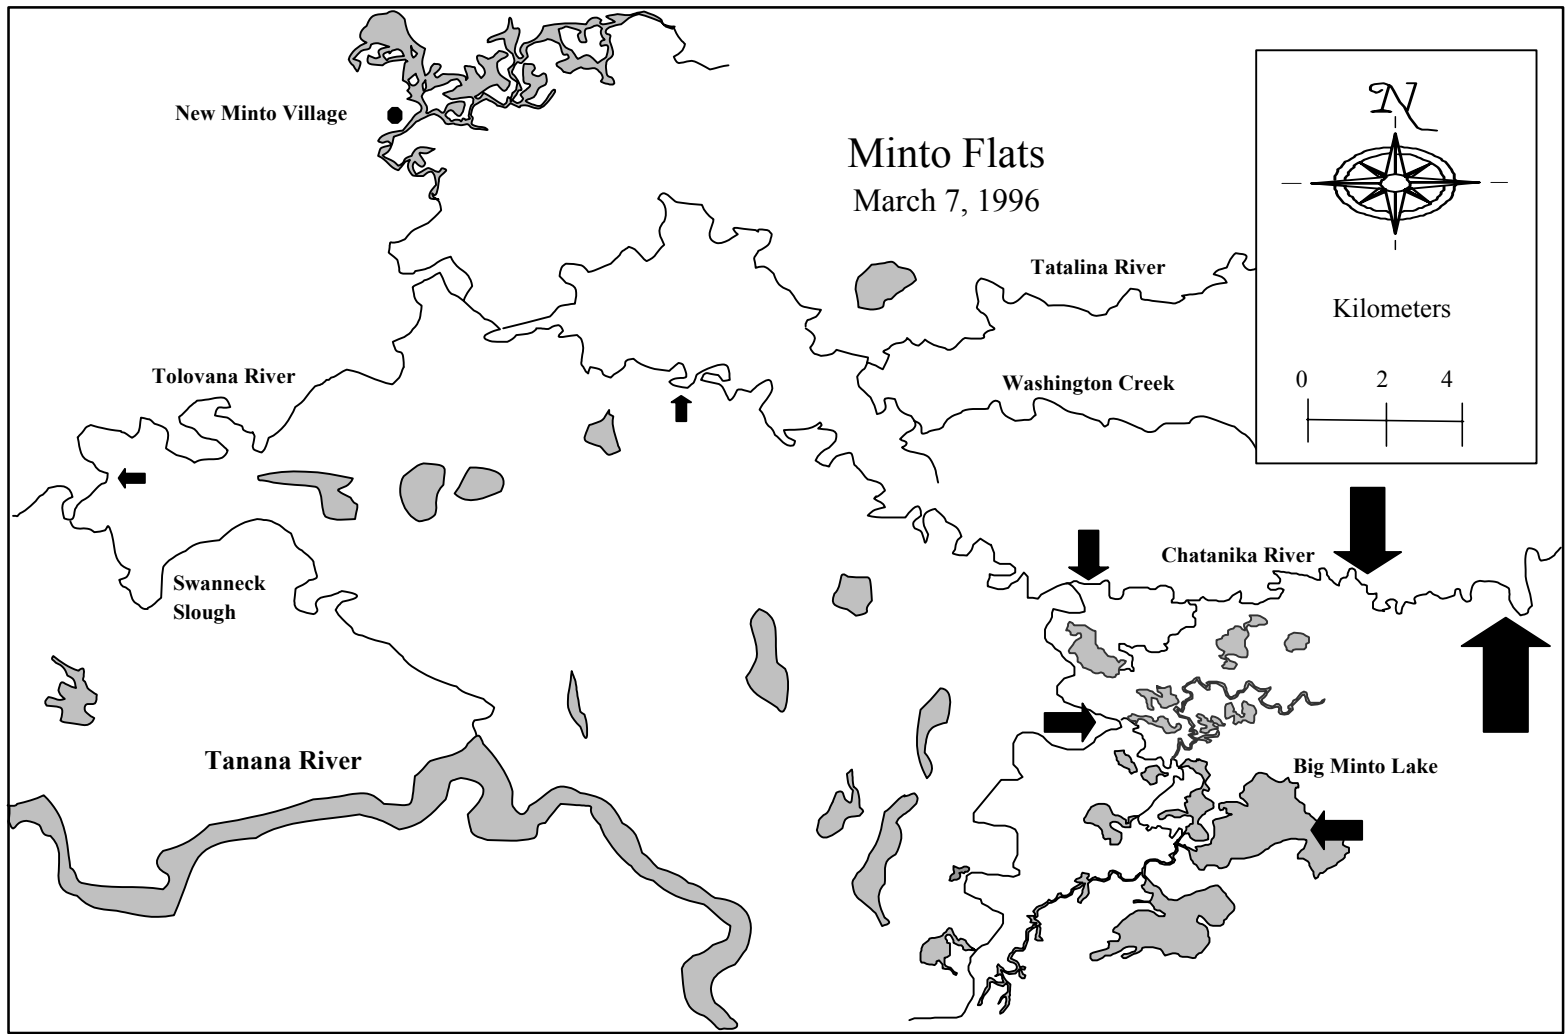 New Minto Village
Minto Flats
March 7, 1996
N
Tatalina River
Kilometers
Tolovana River
Washington Creek
0 2 4
Chatanika River
Swanneck
Slough
Tanana River
Big Minto Lake